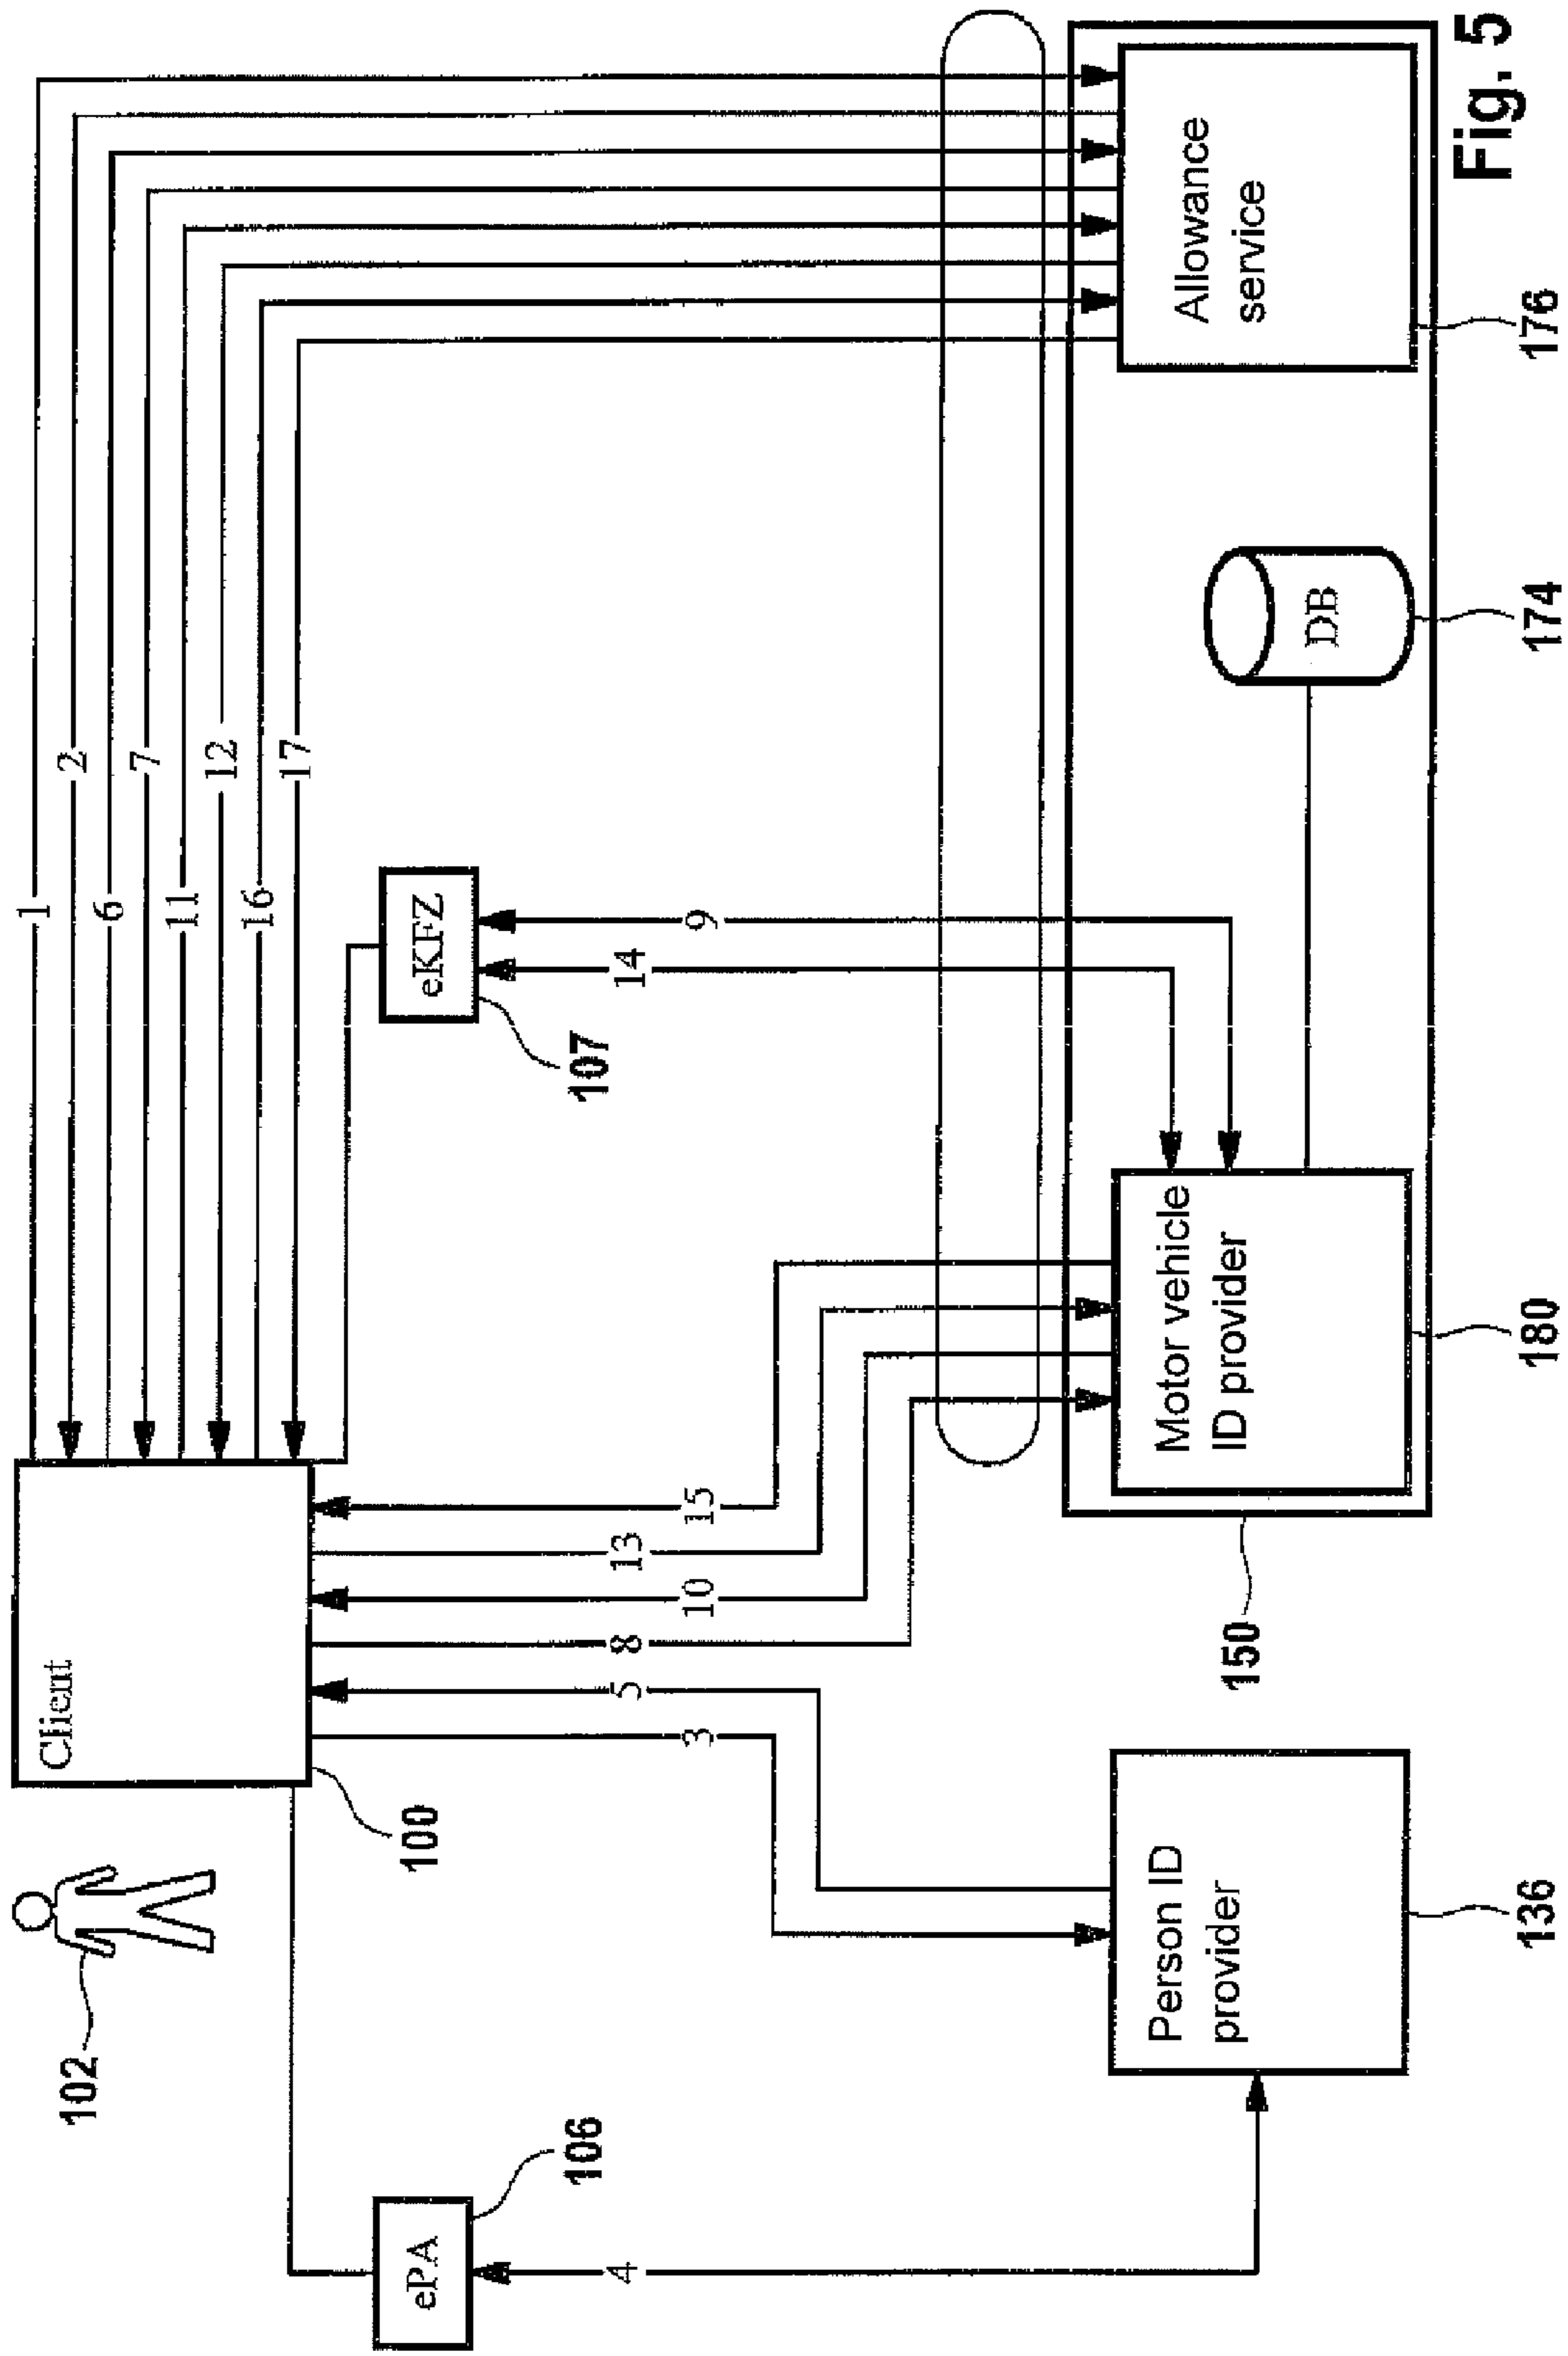 102
Client
100
1
2
6
7
11
12
16
17
ePA
106
4
3
5
8
10
13
15
eKFZ
107
14
9
Person ID
provider
136
150
Motor vehicle
ID provider
180
DB
174
Allowance
service
176
Fig. 5